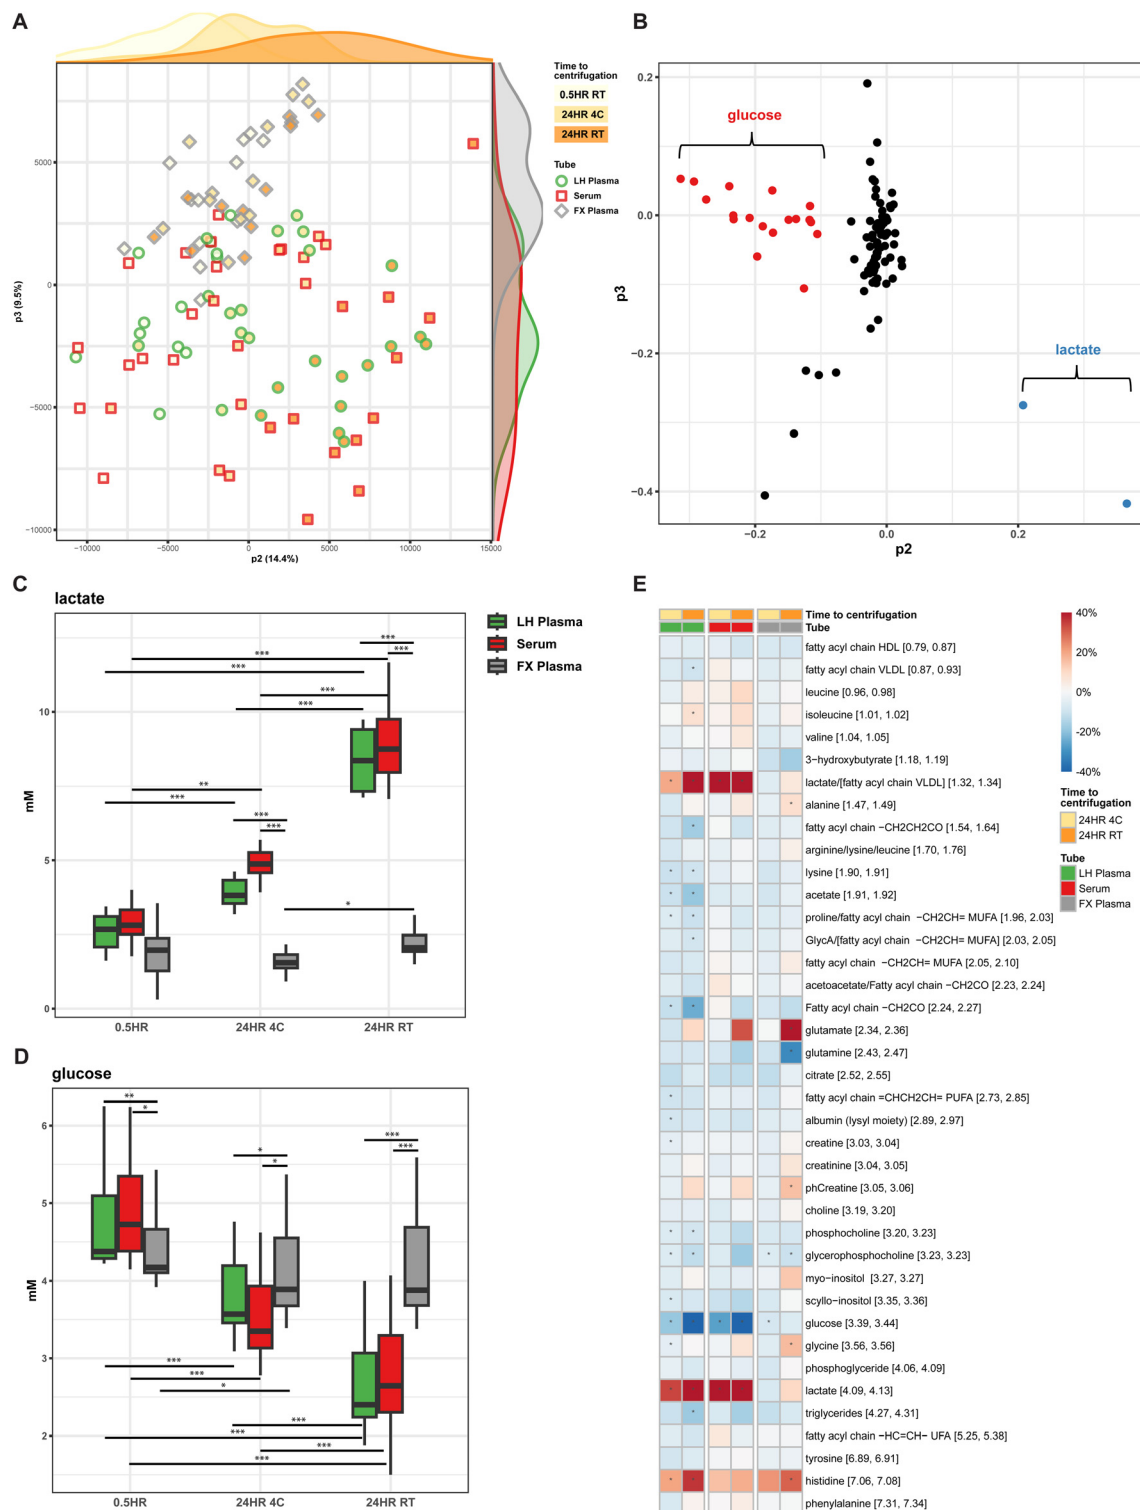 A
Time to
centrifugation
0.5HR RT
24HR 4C
24HR RT
Tube
LH Plasma
Serum
FX Plasma
5000
0
−5000
−10000
p3 (9.5%)
−10000
−5000
0
5000
10000
15000
p2 (14.4%)
B
0.2
0.0
−0.2
−0.4
p3
glucose
lactate
−0.2
0.0
0.2
p2
C
lactate
LH Plasma
Serum
FX Plasma
10
5
0
mM
***
***
***
***
***
***
**
***
***
***
*
0.5HR
24HR 4C
24HR RT
D
glucose
6
5
4
3
2
mM
**
*
*
*
***
***
***
***
*
***
***
***
***
0.5HR
24HR 4C
24HR RT
E
Time to centrifugation
Tube
fatty acyl chain HDL [0.79, 0.87]
fatty acyl chain VLDL [0.87, 0.93]
leucine [0.96, 0.98]
isoleucine [1.01, 1.02]
valine [1.04, 1.05]
3−hydroxybutyrate [1.18, 1.19]
lactate/[fatty acyl chain VLDL] [1.32, 1.34]
alanine [1.47, 1.49]
fatty acyl chain −CH2CH2CO [1.54, 1.64]
arginine/lysine/leucine [1.70, 1.76]
lysine [1.90, 1.91]
acetate [1.91, 1.92]
proline/fatty acyl chain −CH2CH= MUFA [1.96, 2.03]
GlycA/[fatty acyl chain −CH2CH= MUFA] [2.03, 2.05]
fatty acyl chain −CH2CH= MUFA [2.05, 2.10]
acetoacetate/Fatty acyl chain −CH2CO [2.23, 2.24]
Fatty acyl chain −CH2CO [2.24, 2.27]
glutamate [2.34, 2.36]
glutamine [2.43, 2.47]
citrate [2.52, 2.55]
fatty acyl chain =CHCH2CH= PUFA [2.73, 2.85]
albumin (lysyl moiety) [2.89, 2.97]
creatine [3.03, 3.04]
creatinine [3.04, 3.05]
phCreatine [3.05, 3.06]
choline [3.19, 3.20]
phosphocholine [3.20, 3.23]
glycerophosphocholine [3.23, 3.23]
myo−inositol [3.27, 3.27]
scyllo−inositol [3.35, 3.36]
glucose [3.39, 3.44]
glycine [3.56, 3.56]
phosphoglyceride [4.06, 4.09]
lactate [4.09, 4.13]
triglycerides [4.27, 4.31]
fatty acyl chain −HC=CH− UFA [5.25, 5.38]
tyrosine [6.89, 6.91]
histidine [7.06, 7.08]
phenylalanine [7.31, 7.34]
40%
20%
0%
−20%
−40%
Time to
centrifugation
24HR 4C
24HR RT
Tube
LH Plasma
Serum
FX Plasma